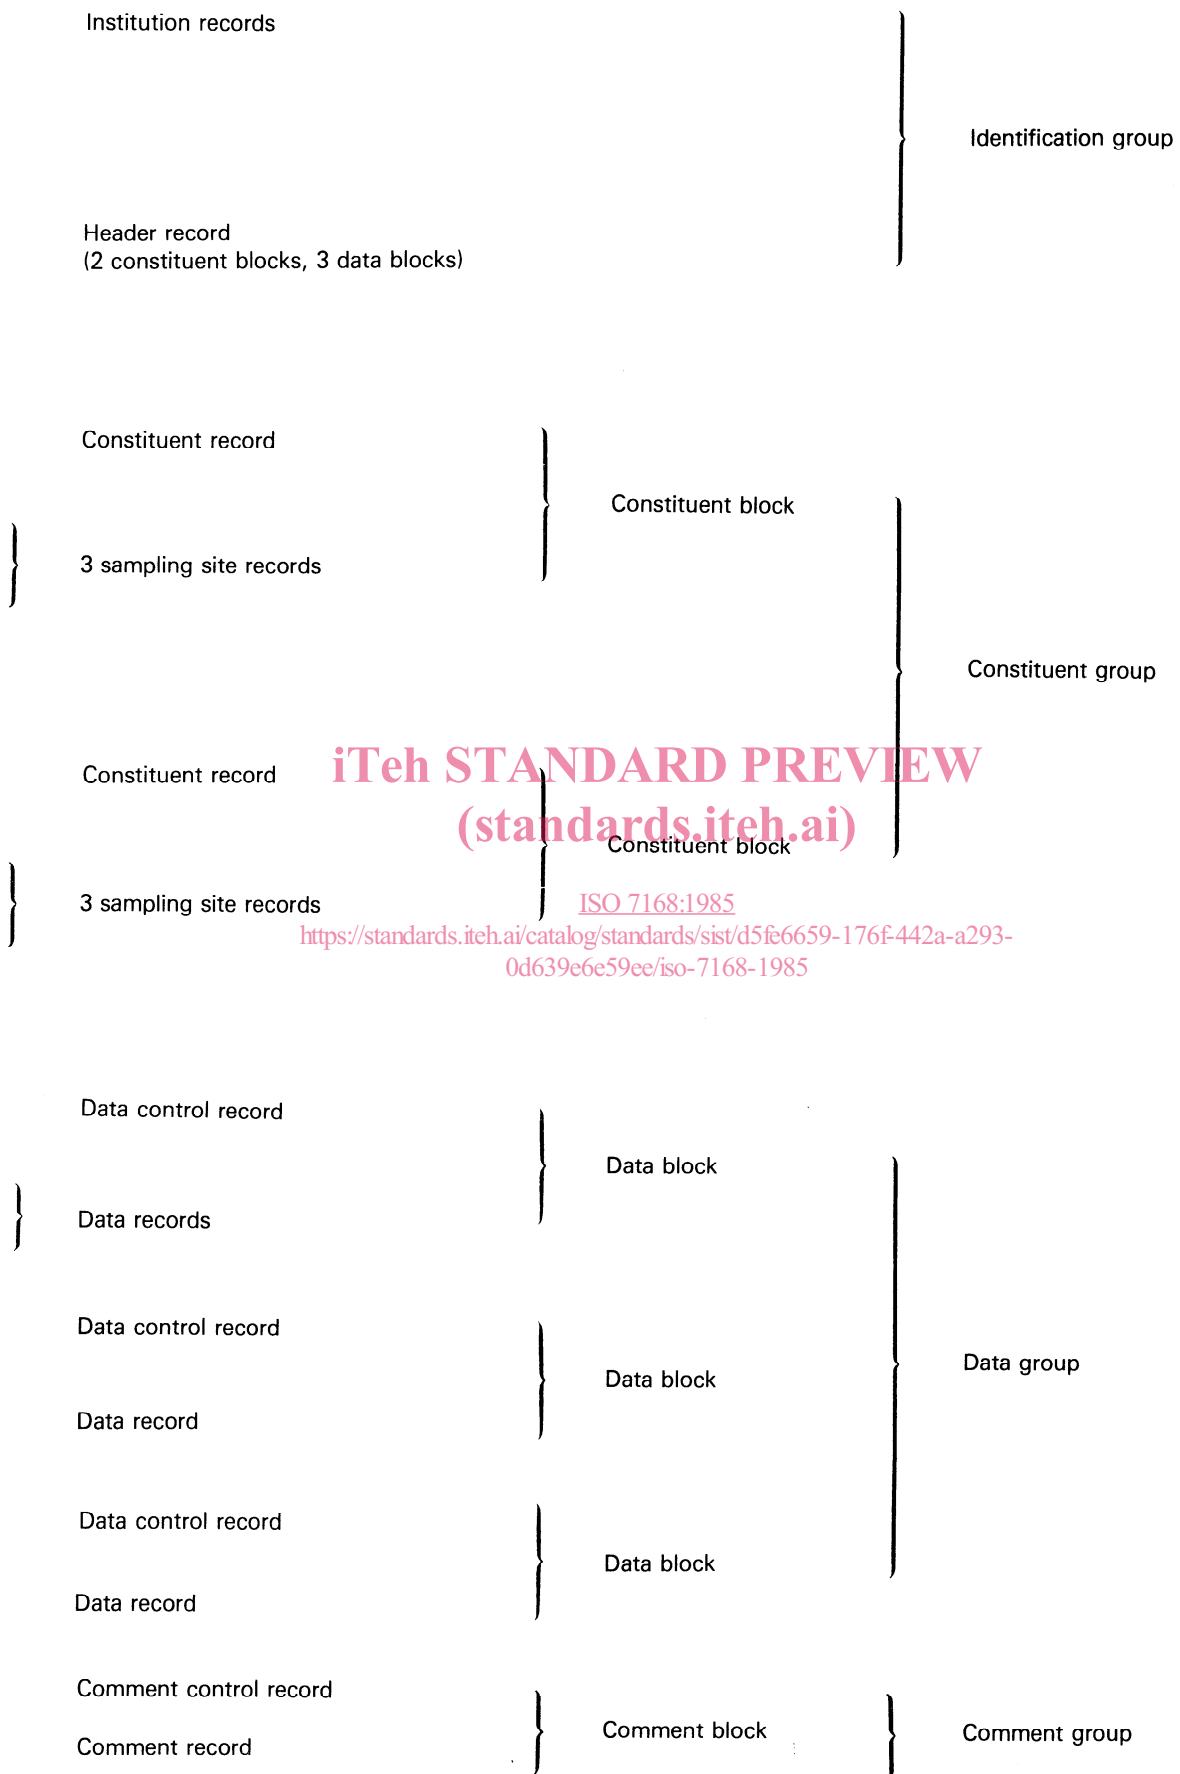 Institution records
Identification group
Header record
(2 constituent blocks, 3 data blocks)
Constituent record
Constituent block
3 sampling site records
Constituent group
Constituent record
iTeh STANDARD PREVIEW
(standards.iteh.ai)
Constituent block
3 sampling site records
ISO 7168:1985
https://standards.iteh.ai/catalog/standards/sist/d5fe6659-176f-442a-a293-
0d639e6e59ee/iso-7168-1985
Data control record
Data block
Data records
Data control record
Data group
Data block
Data record
Data control record
Data block
Data record
Comment control record
Comment block
Comment group
Comment record